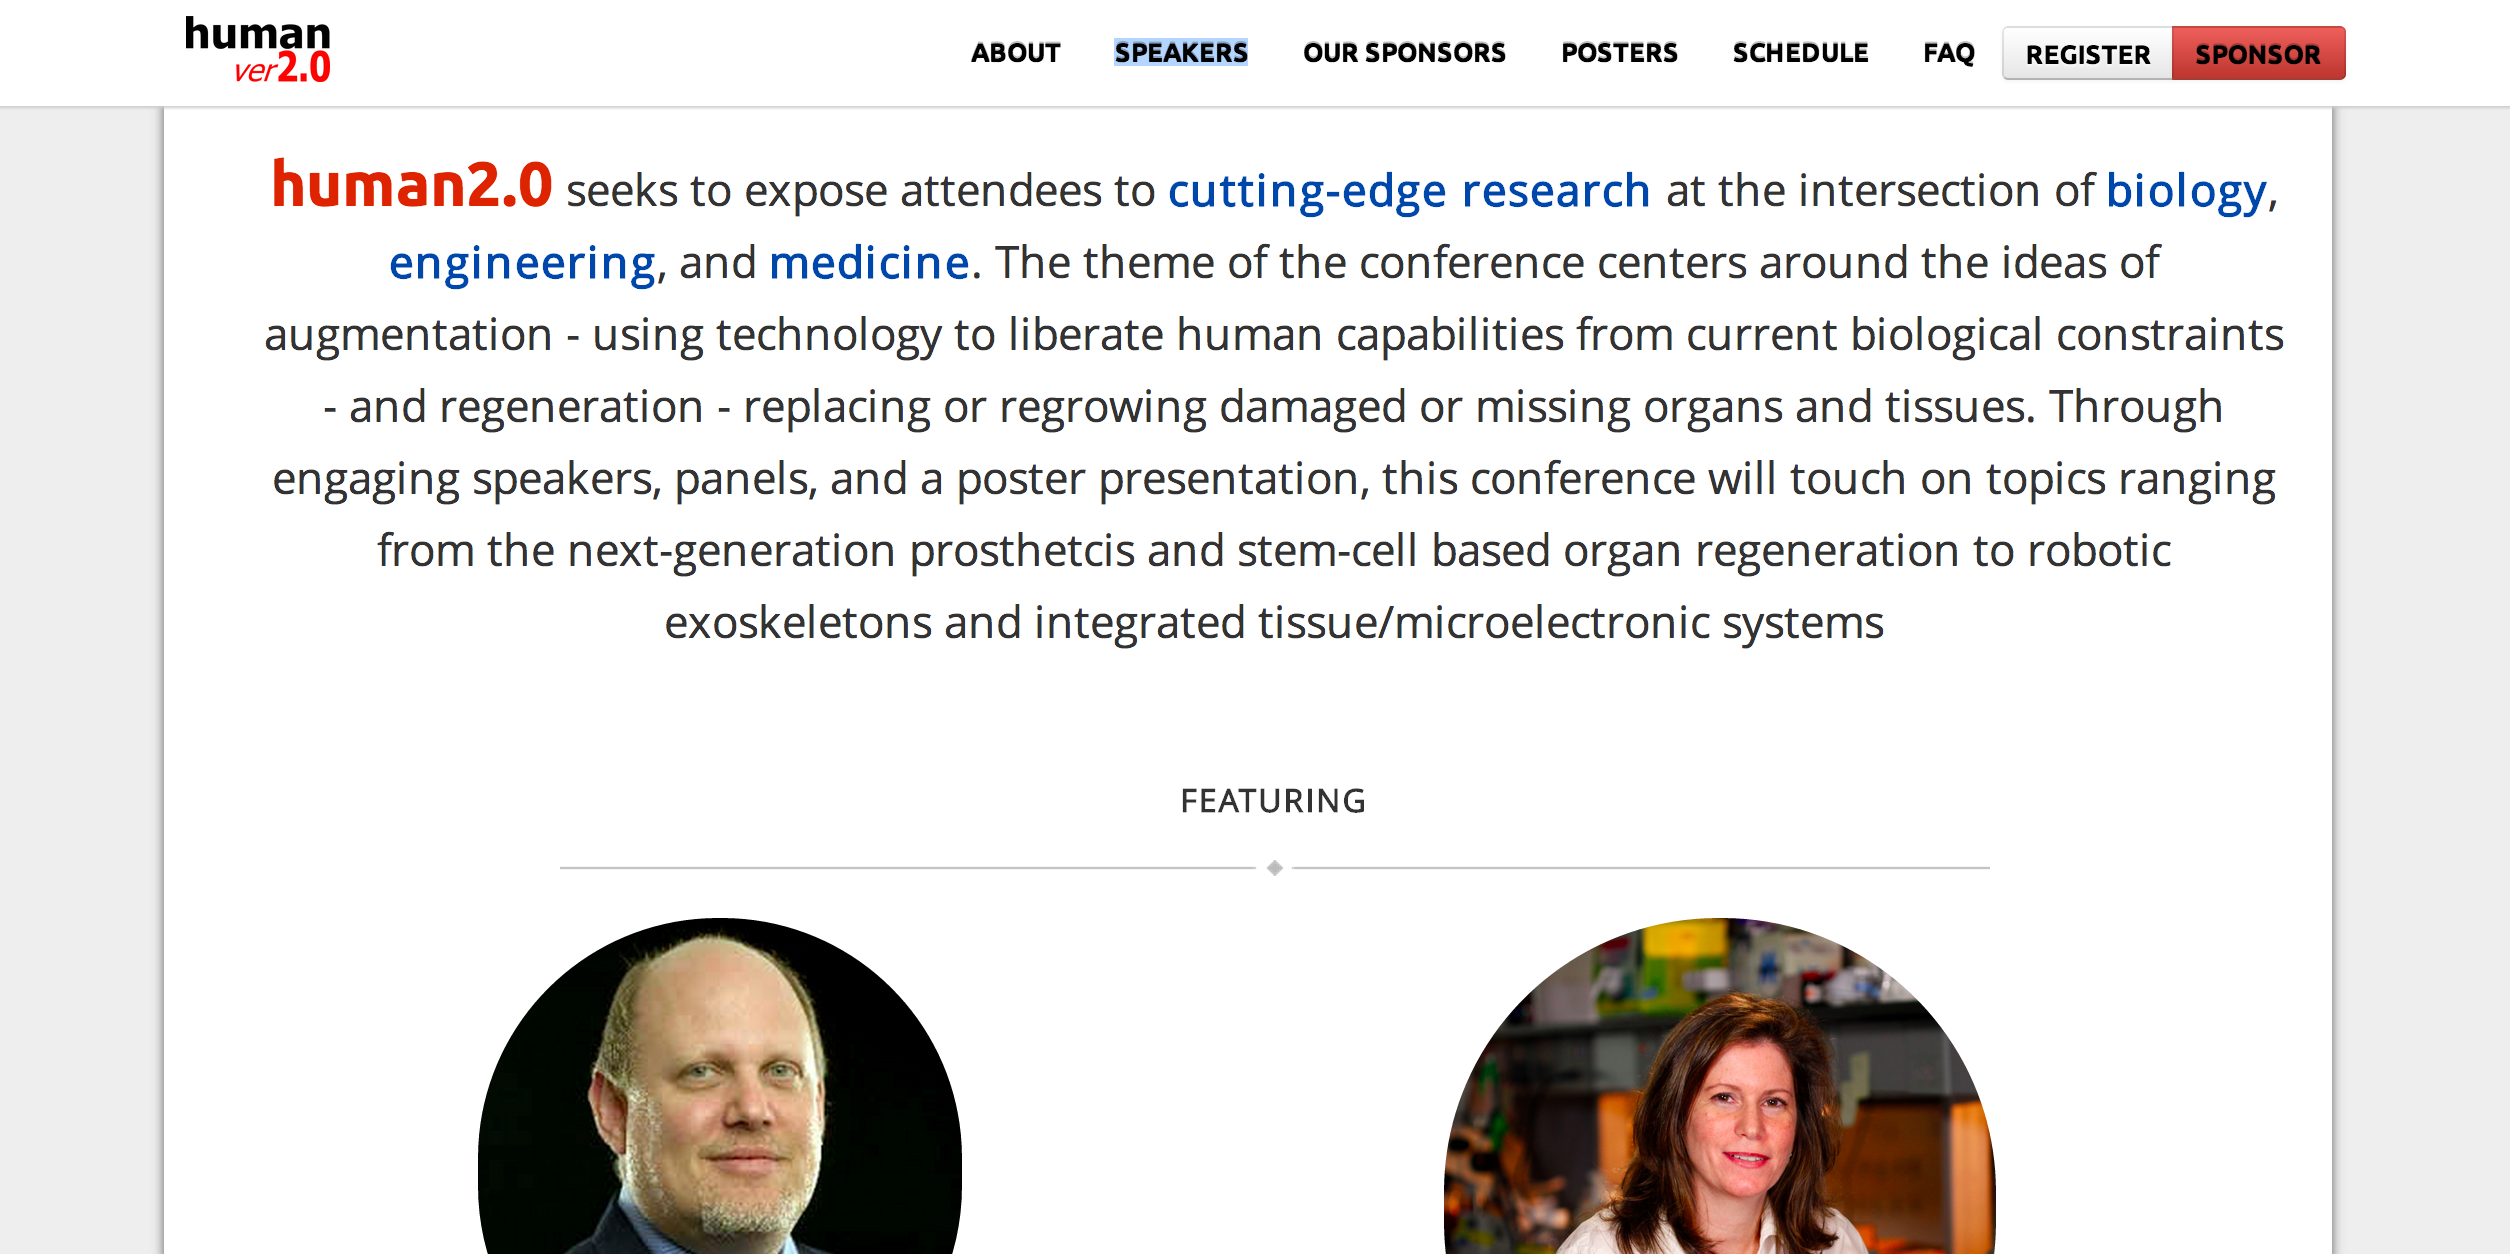 human
ver2.0
ABOUT SPEAKERS OUR SPONSORS POSTERS SCHEDULE FAQ REGISTER SPONSOR
human2.0 seeks to expose attendees to cutting-edge research at the intersection of biology,
engineering, and medicine. The theme of the conference centers around the ideas of
augmentation - using technology to liberate human capabilities from current biological constraints
- and regeneration - replacing or regrowing damaged or missing organs and tissues. Through
engaging speakers, panels, and a poster presentation, this conference will touch on topics ranging
from the next-generation prosthetcis and stem-cell based organ regeneration to robotic
exoskeletons and integrated tissue/microelectronic systems
FEATURING